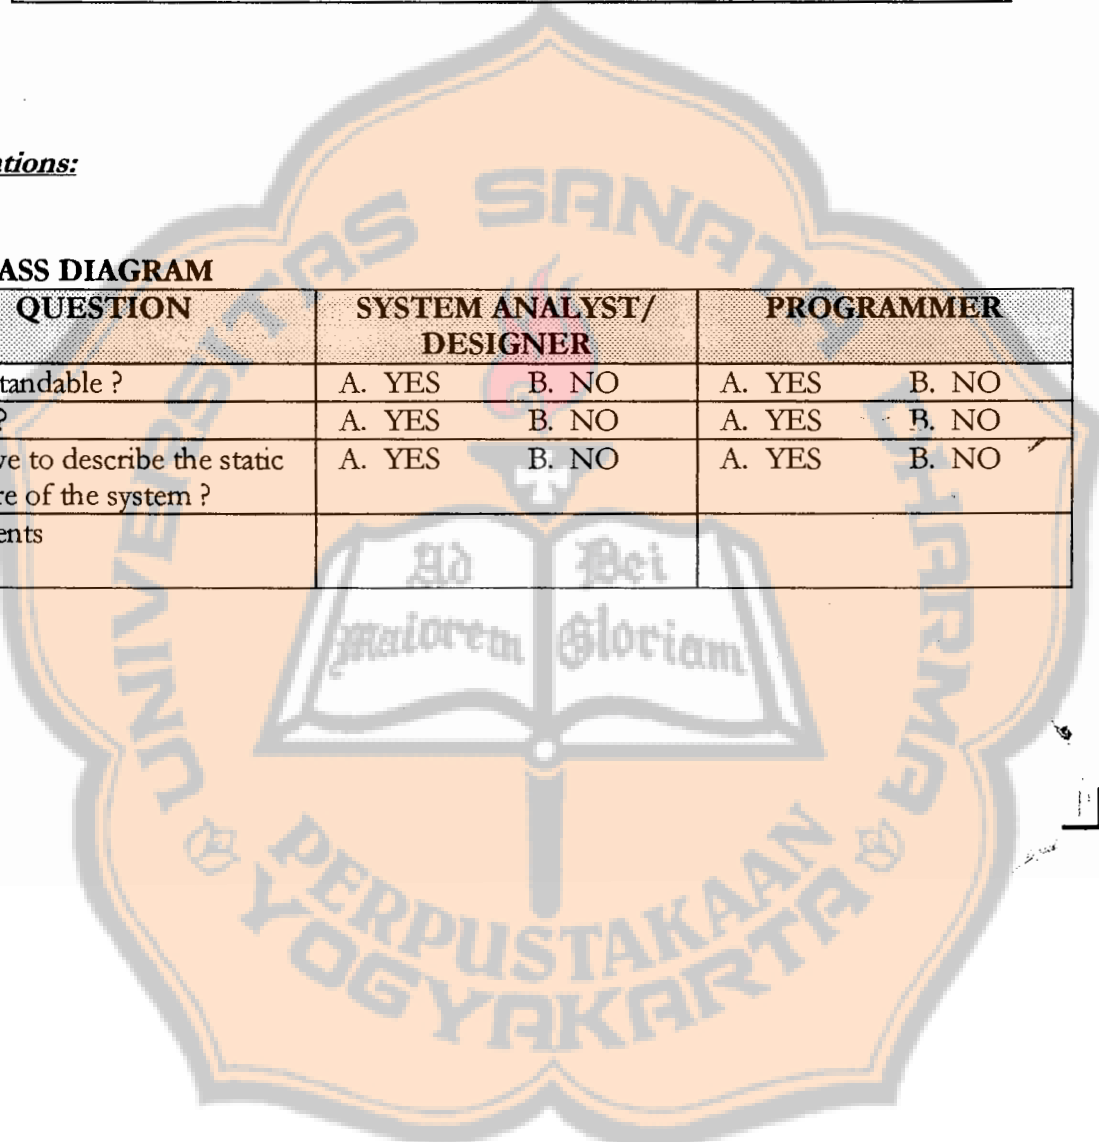 ations:
ASS DIAGRAM
QUESTION SYSTEM ANALYST/ DESIGNER PROGRAMMER
tandable ? A. YES B. NO A. YES B. NO
? A. YES B. NO A. YES B. NO
ve to describe the static A. YES B. NO A. YES B. NO
re of the system ?
ents
UNIVERSITAS SANATA DHARMA
Ad Dei
Maiorem Gloriam
PERPUSTAKAAN
YOGYAKARTA